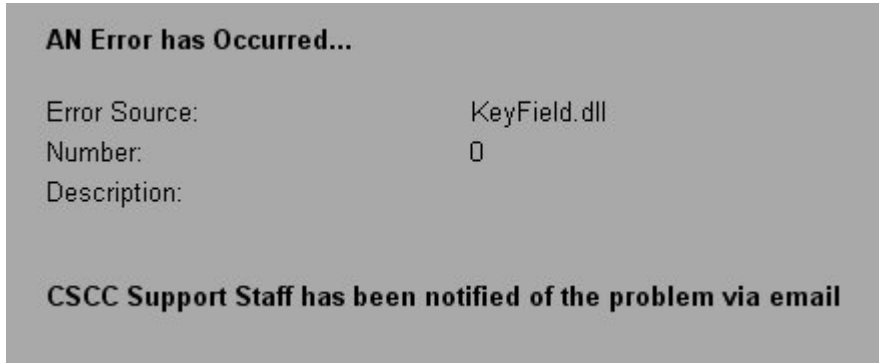 AN Error has Occurred...
Error Source: KeyField.dll
Number: 0
Description:
CSCC Support Staff has been notified of the problem via email